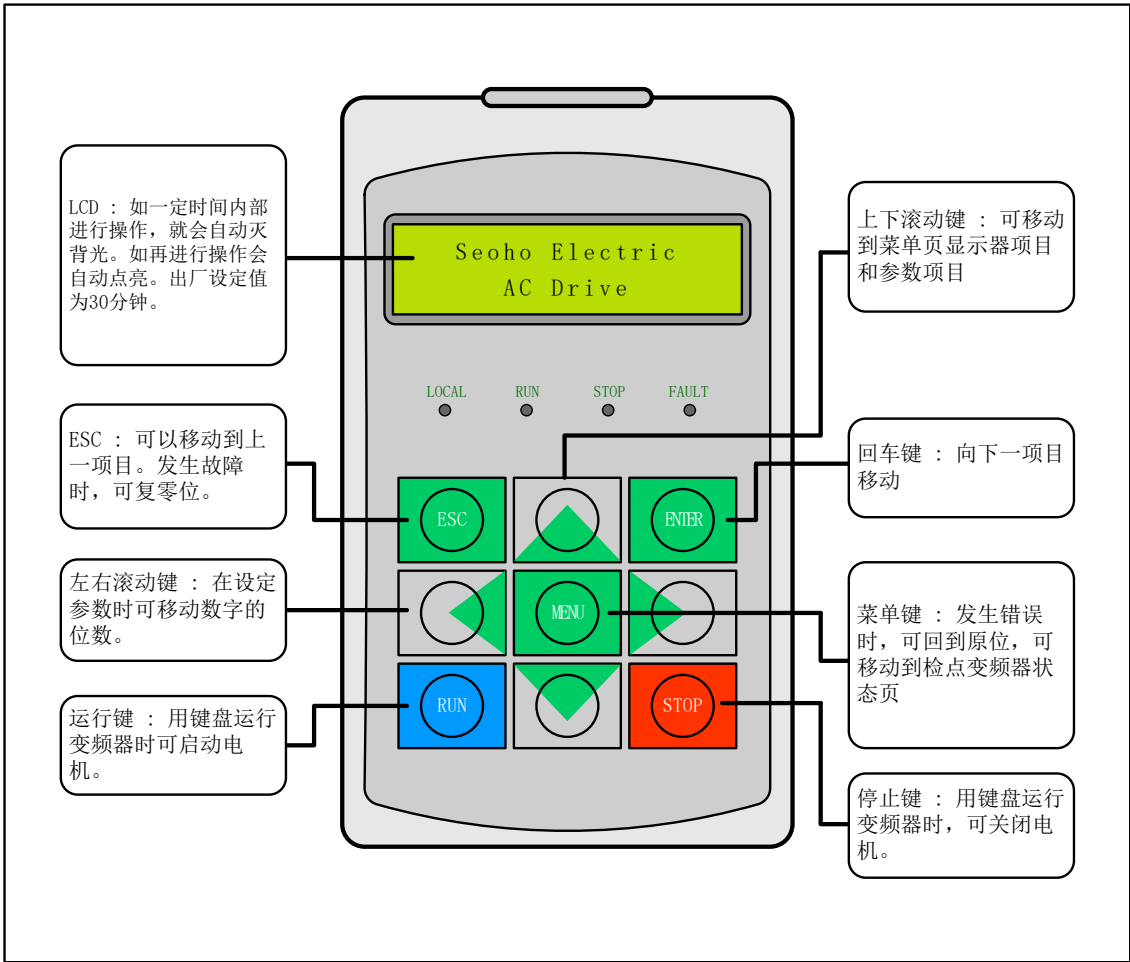 LCD : 如一定时间内部
进行操作，就会自动灭
背光。如再进行操作会
自动点亮。出厂设定值
为30分钟。
ESC : 可以移动到上
一项目。发生故障
时，可复零位。
左右滚动键 : 在设定
参数时可移动数字的
位数。
运行键 : 用键盘运行
变频器时可启动电
机。
Seoho Electric
AC Drive
LOCAL RUN STOP FAULT
ESC ENTER
MENU
RUN STOP
上下滚动键 : 可移动
到菜单页显示器项目
和参数项目
回车键 : 向下一项目
移动
菜单键 : 发生错误
时，可回到原位，可
移动到检点变频器状
态页
停止键 : 用键盘运行
变频器时，可关闭电
机。